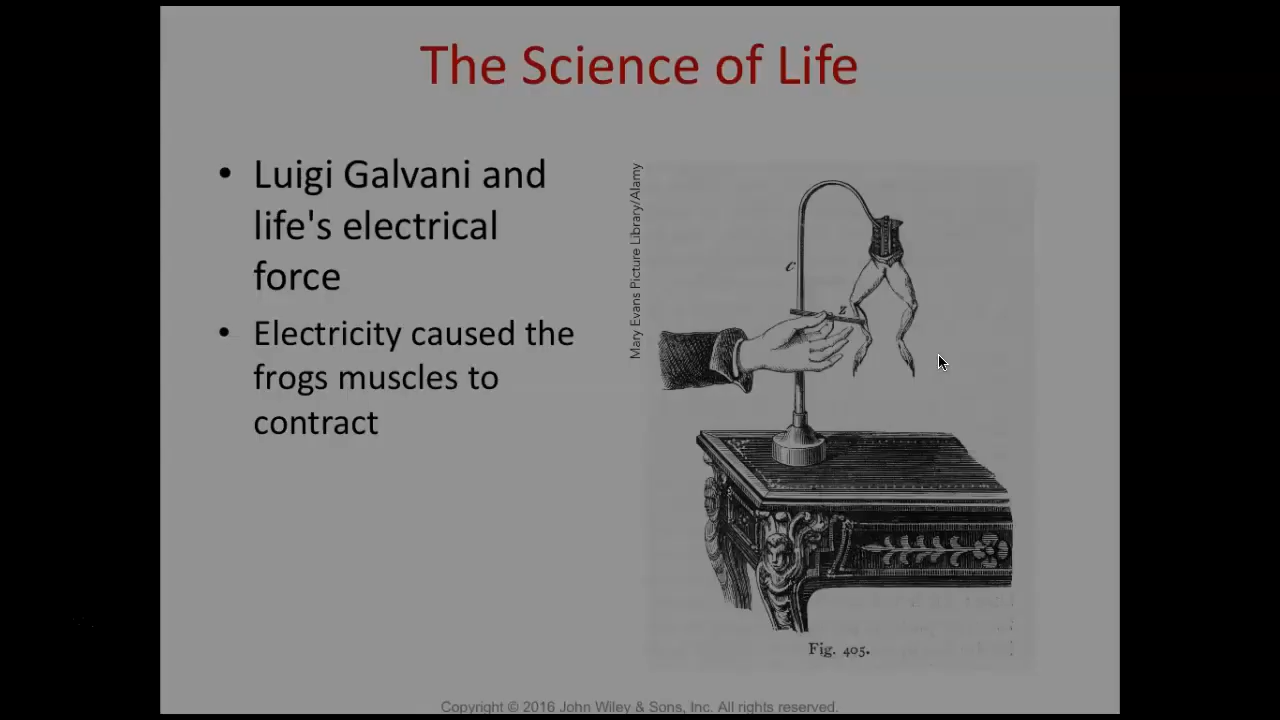 The Science of Life
• Luigi Galvani and
life's electrical
force
• Electricity caused the
frogs muscles to
contract
Mary Evans Picture Library/Alamy
c
z
Fig. 405.
Copyright © 2016 John Wiley & Sons, Inc. All rights reserved.